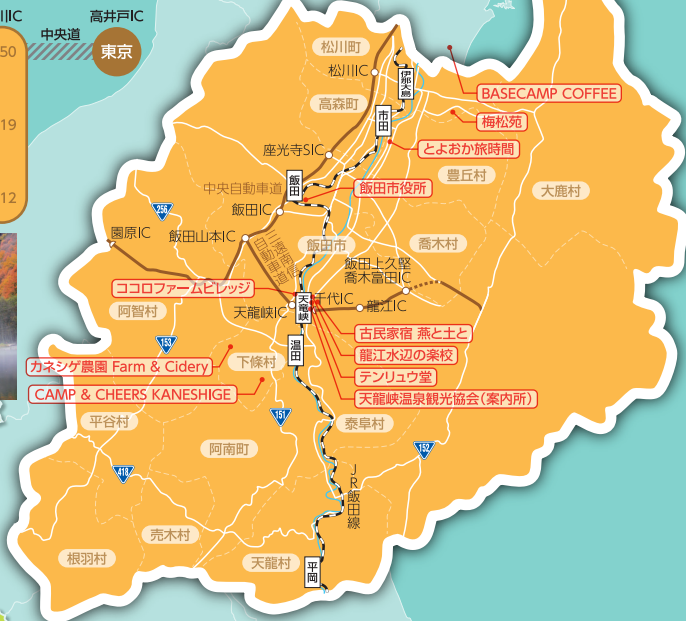 川IC
高井戸IC
中央道
50
東京
19
12
松川町
松川IC
伊那大島
BASECAMP COFFEE
高森町
市田
梅松苑
座光寺SIC
とよおか旅時間
豊丘村
大鹿村
中央自動車道
飯田
飯田市役所
256
飯田IC
園原IC
飯田山本IC
三遠南信
自動車道
飯田市
喬木村
飯田上久堅
喬木富田IC
ココロファームビレッジ
千代IC
天龍峡IC
天竜峡
龍江IC
阿智村
古民家宿 燕と土と
153
温田
龍江水辺の楽校
カネシゲ農園 Farm & Cidery
下條村
テンリュウ堂
CAMP & CHEERS KANESHIGE
天龍峡温泉観光協会(案内所)
平谷村
151
泰阜村
阿南町
152
418
JR飯田線
売木村
根羽村
天龍村
平岡